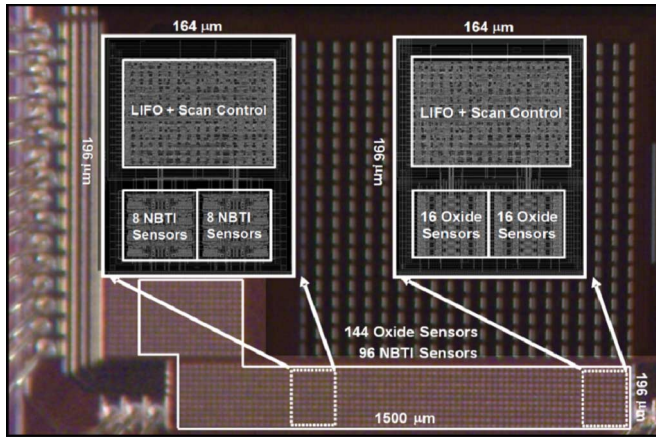 164 μm
164 μm
LIFO + Scan Control
LIFO + Scan Control
196 μm
196 μm
8 NBTI
Sensors
8 NBTI
Sensors
16 Oxide
Sensors
16 Oxide
Sensors
144 Oxide Sensors
96 NBTI Sensors
196 μm
1500 μm